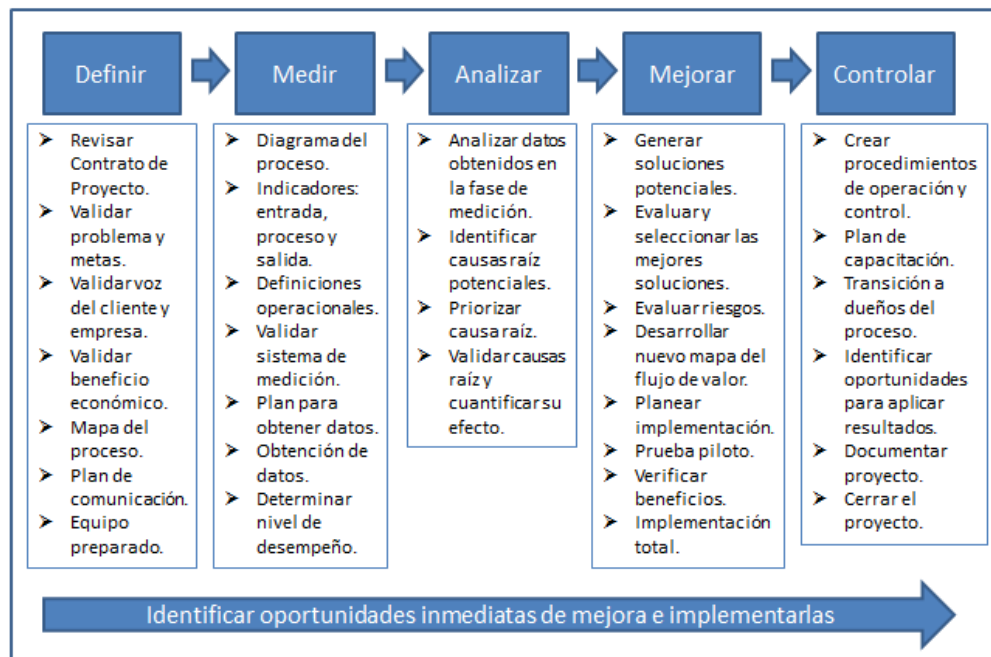 Definir
Medir
Analizar
Mejorar
Controlar
➤ Revisar
Contrato de
Proyecto.
➤ Validar
problema y
metas.
➤ Validar voz
del cliente y
empresa.
➤ Validar
beneficio
económico.
➤ Mapa del
proceso.
➤ Plan de
comunicación.
➤ Equipo
preparado.
➤ Diagrama del
proceso.
➤ Indicadores:
entrada,
proceso y
salida.
➤ Definiciones
operacionales.
➤ Validar
sistema de
medición.
➤ Plan para
obtener datos.
➤ Obtención de
datos.
➤ Determinar
nivel de
desempeño.
➤ Analizar datos
obtenidos en
la fase de
medición.
➤ Identificar
causas raíz
potenciales.
➤ Priorizar
causa raíz.
➤ Validar causas
raíz y
cuantificar su
efecto.
➤ Generar
soluciones
potenciales.
➤ Evaluar y
seleccionar las
mejores
soluciones.
➤ Evaluar riesgos.
➤ Desarrollar
nuevo mapa del
flujo de valor.
➤ Planear
implementación.
➤ Prueba piloto.
➤ Verificar
beneficios.
➤ Implementación
total.
➤ Crear
procedimientos
de operación y
control.
➤ Plan de
capacitación.
➤ Transición a
dueños del
proceso.
➤ Identificar
oportunidades
para aplicar
resultados.
➤ Documentar
proyecto.
➤ Cerrar el
proyecto.
Identificar oportunidades inmediatas de mejora e implementarlas